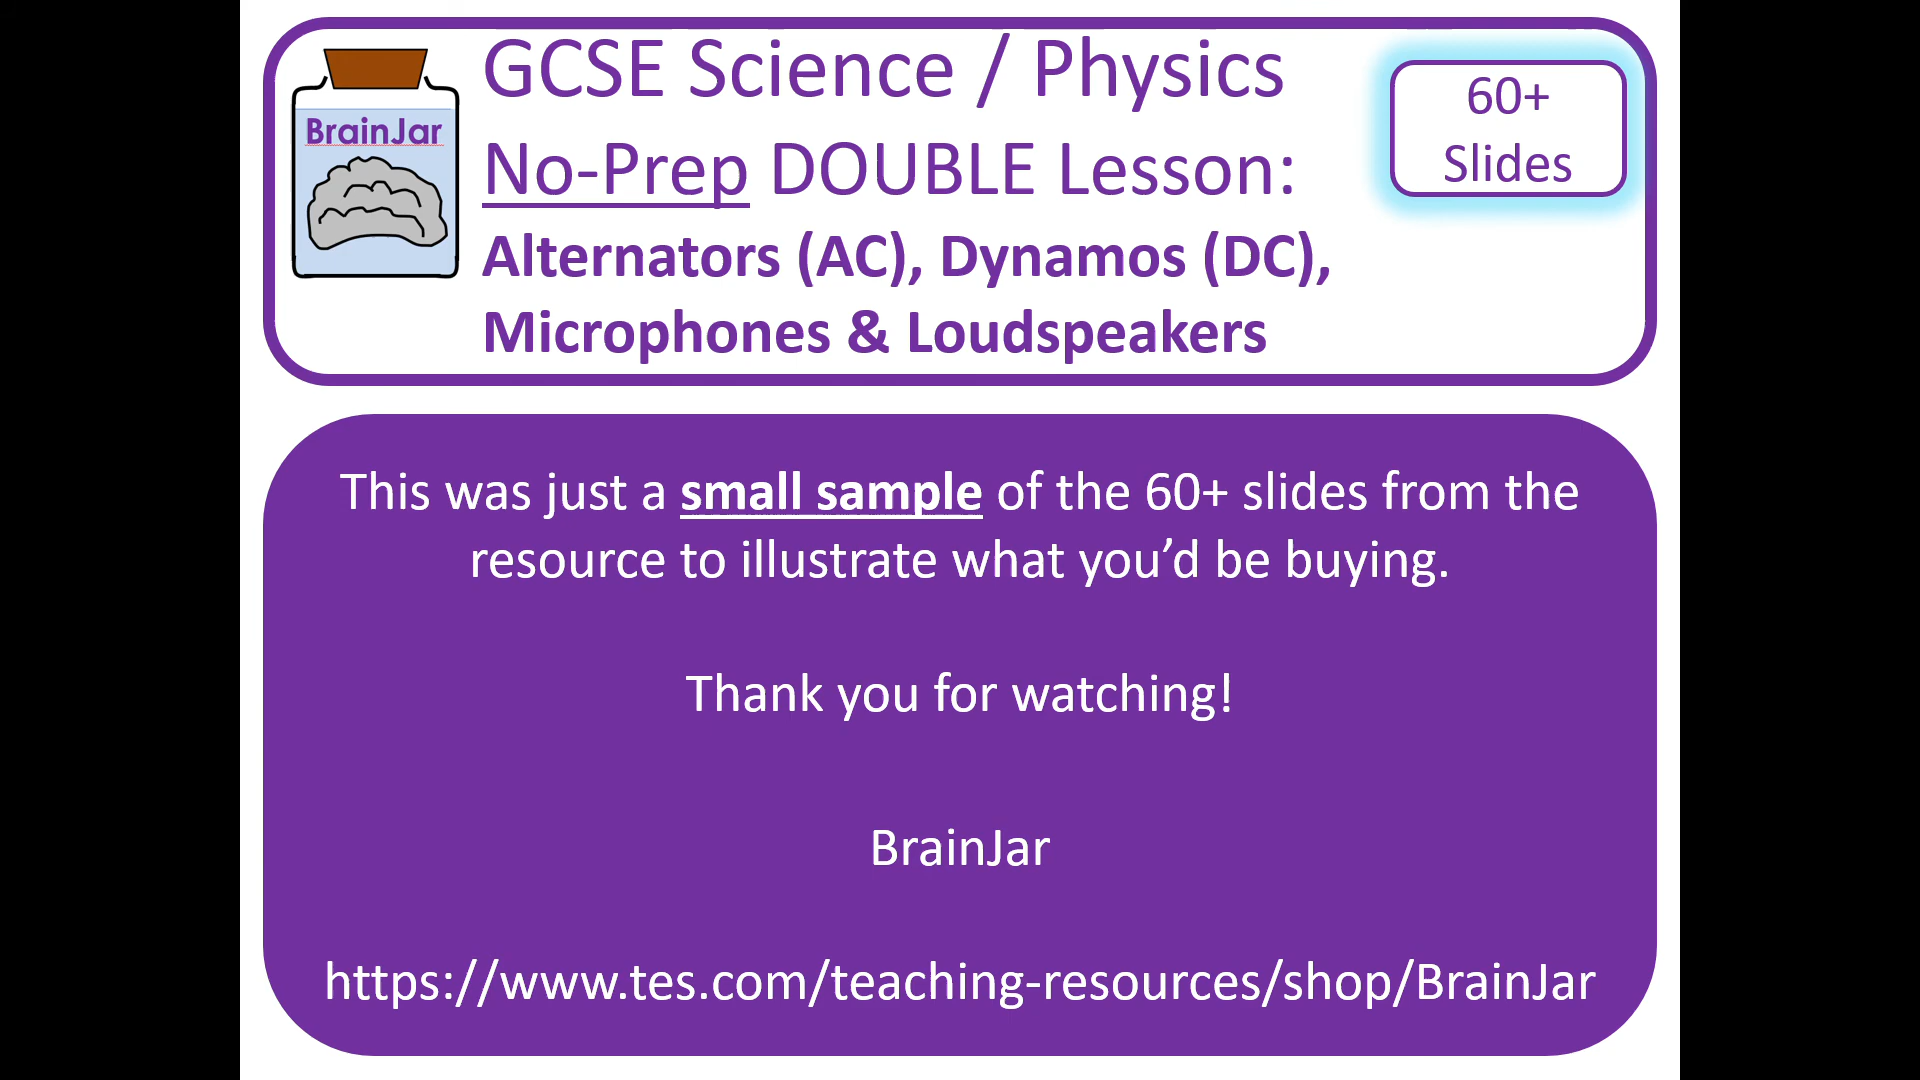 BrainJar
GCSE Science / Physics
No-Prep DOUBLE Lesson:
Alternators (AC), Dynamos (DC),
Microphones & Loudspeakers
60+
Slides
This was just a small sample of the 60+ slides from the
resource to illustrate what you’d be buying.
Thank you for watching!
BrainJar
https://www.tes.com/teaching-resources/shop/BrainJar